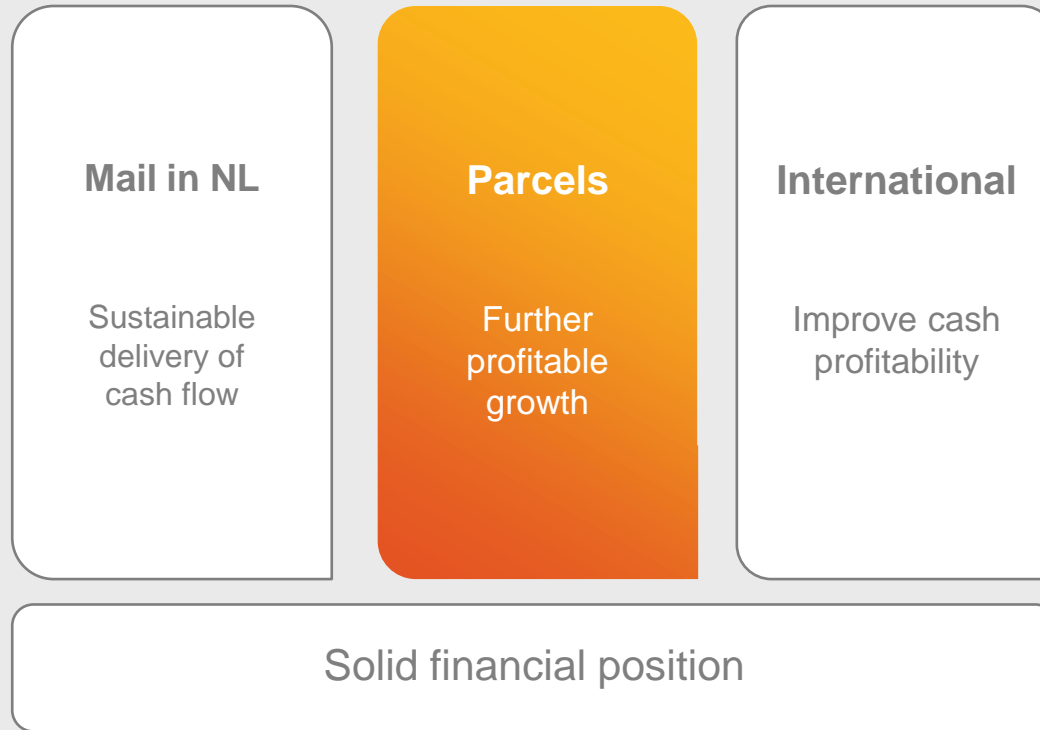 Mail in NL
Sustainable
delivery of
cash flow
Parcels
Further
profitable
growth
International
Improve cash
profitability
Solid financial position